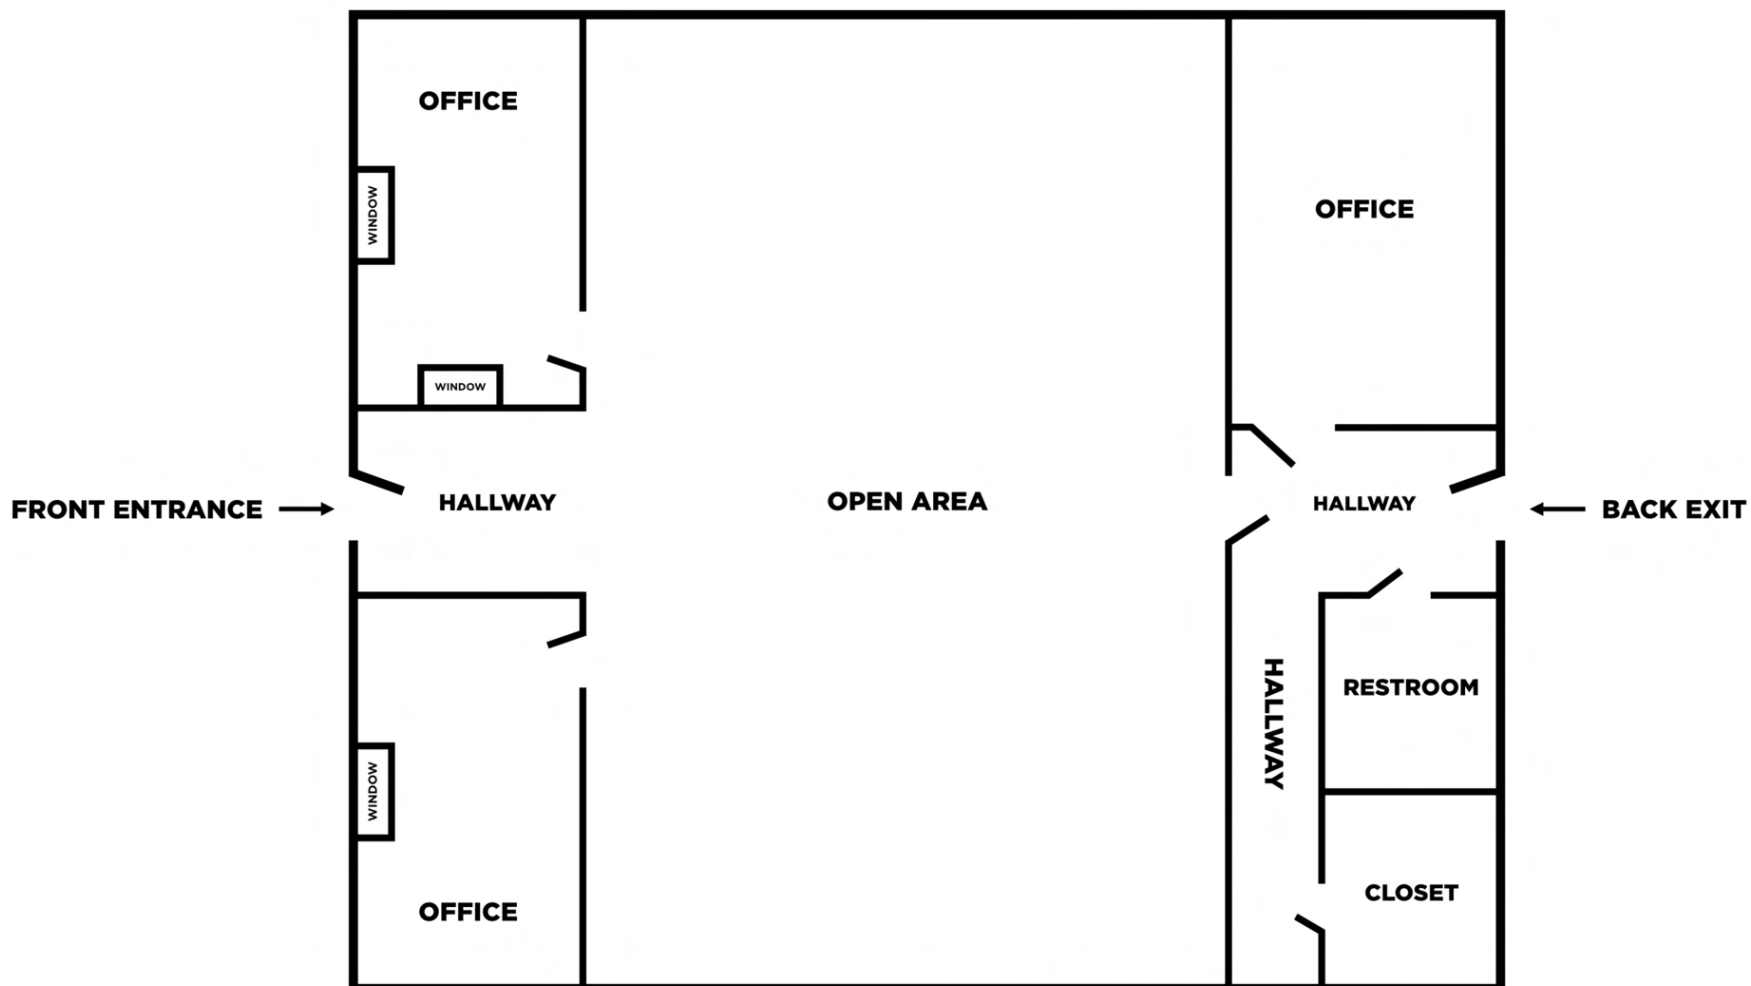 OFFICE
OFFICE
WINDOW
WINDOW
FRONT ENTRANCE
HALLWAY
OPEN AREA
HALLWAY
BACK EXIT
HALLWAY
RESTROOM
WINDOW
CLOSET
OFFICE